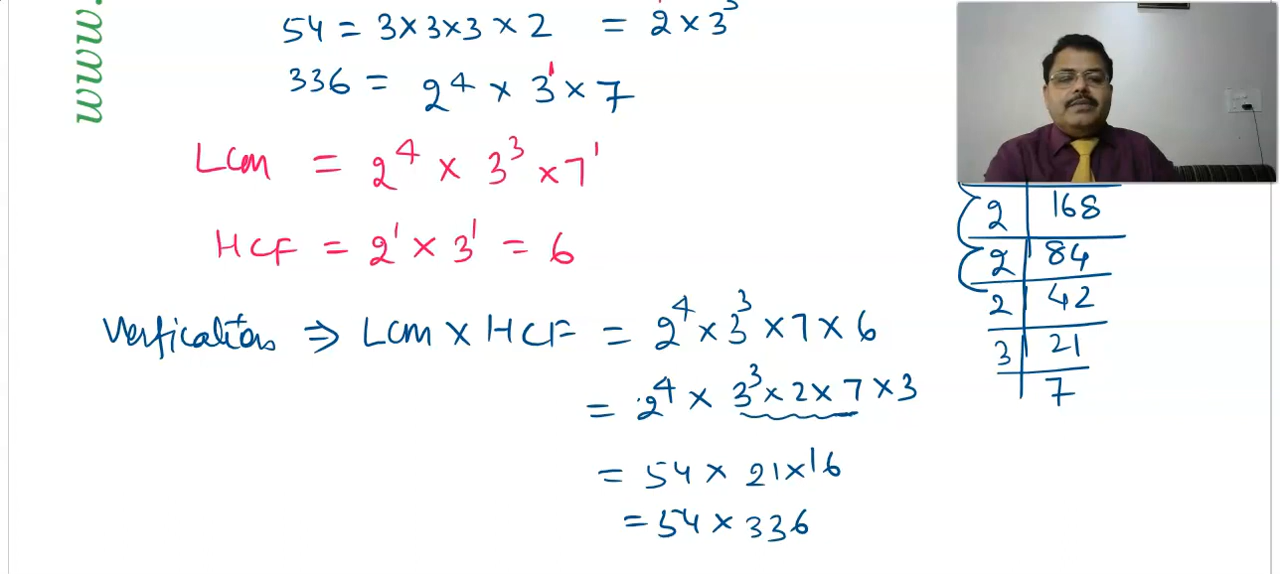 www.
54 = 3×3×3 × 2 = 2 × 3³
336 = 2⁴ × 3¹ × 7
Lcm = 2⁴ × 3³ × 7¹
HCF = 2¹ × 3¹ = 6
Verification ⇒ Lcm × HCF = 2⁴ × 3³ × 7 × 6
= 2⁴ × 3³ × 2 × 7 × 3
= 54 × 21×16
= 54 × 336
2 168
2 84
2 42
3 21
7